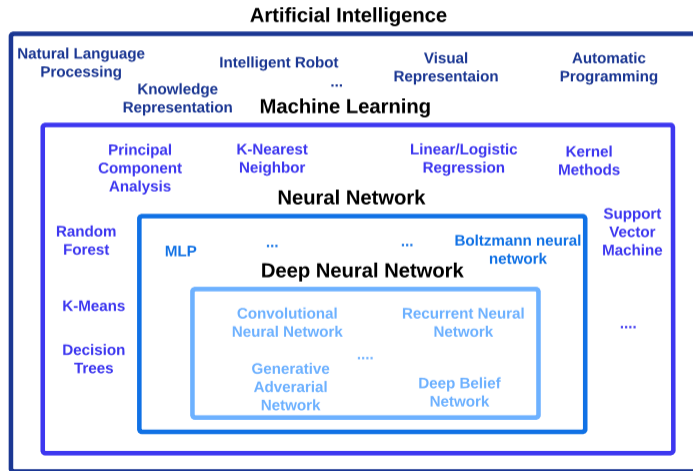 Artificial Intelligence
Natural Language
Processing
Intelligent Robot
...
Visual
Representaion
Automatic
Programming
Knowledge
Representation
Machine Learning
Principal
Component
Analysis
K-Nearest
Neighbor
Linear/Logistic
Regression
Kernel
Methods
Neural Network
Random
Forest
Support
Vector
Machine
MLP
...
...
Boltzmann neural
network
Deep Neural Network
K-Means
Convolutional
Neural Network
Recurrent Neural
Network
....
Decision
Trees
....
Generative
Adverarial
Network
Deep Belief
Network